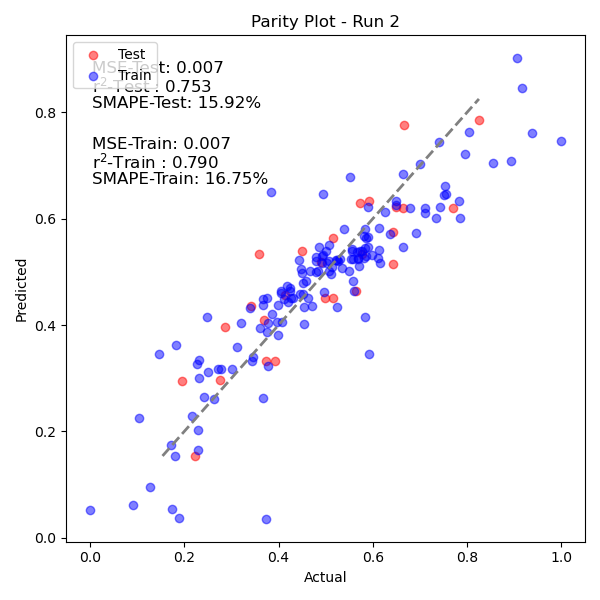 Parity Plot - Run 2
Test
MSE-Test: 0.007
Train
r²-Test : 0.753
SMAPE-Test: 15.92%
MSE-Train: 0.007
r²-Train : 0.790
SMAPE-Train: 16.75%
Predicted
0.8
0.6
0.4
0.2
0.0
0.0 0.2 0.4 0.6 0.8 1.0
Actual